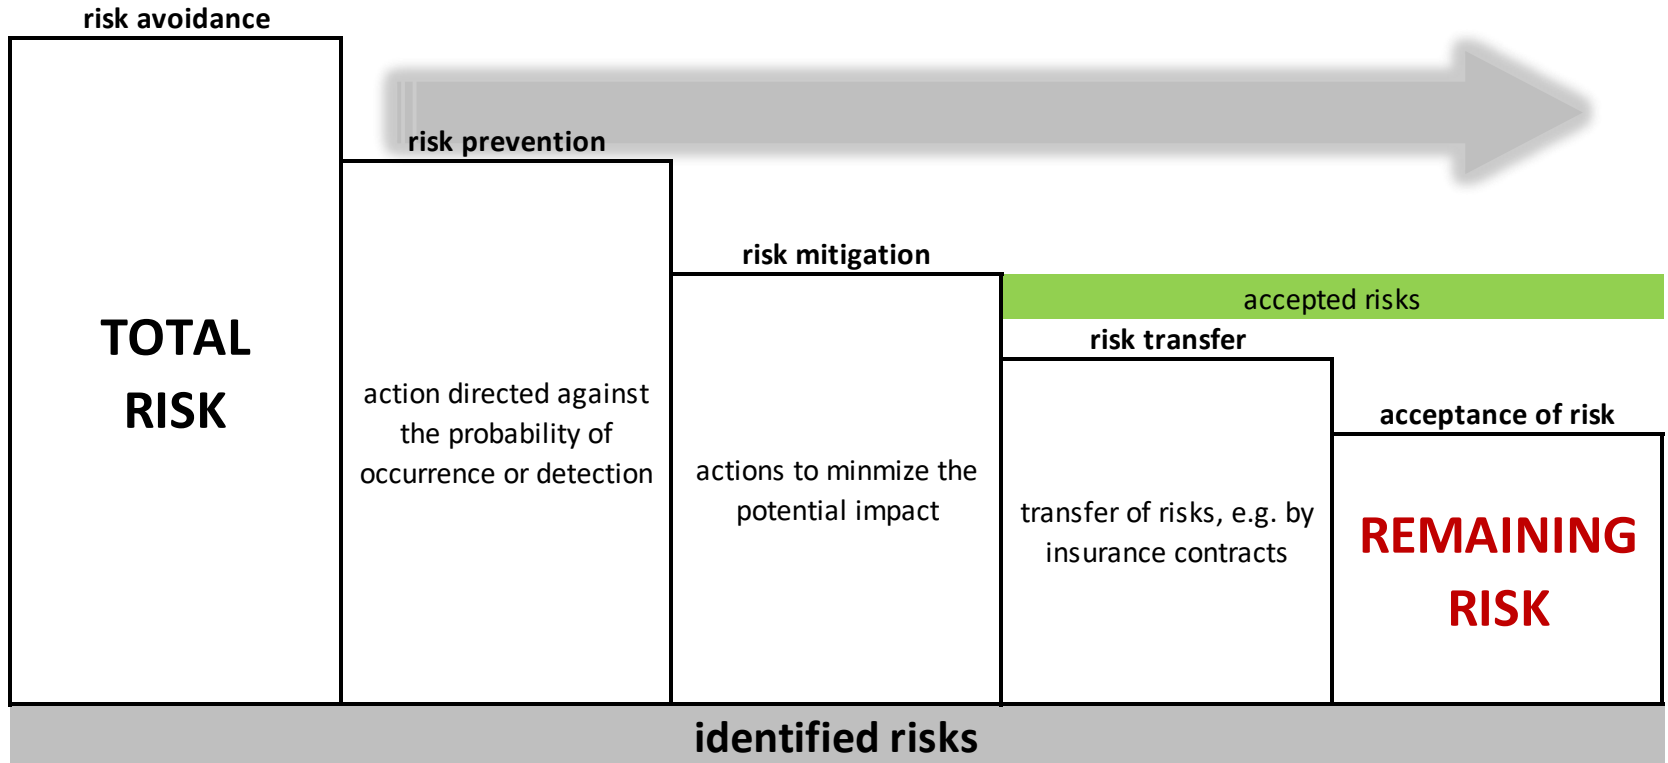 risk avoidance
TOTAL
RISK
risk prevention
action directed against
the probability of
occurrence or detection
risk mitigation
actions to minmize the
potential impact
accepted risks
risk transfer
transfer of risks, e.g. by
insurance contracts
acceptance of risk
REMAINING
RISK
identified risks